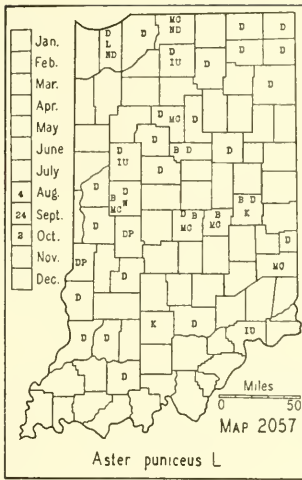 Jan.
Feb.
Mar.
Apr.
May
June
July
4 Aug.
24 Sept.
2 Oct.
Nov.
Dec.
D
L
ND
D
MC
ND
D
IU
D
D
D
D
D
D
D
MC
D
D
D
IU
D
B D
D
D
B
MC
D
N
D B
MC
B
MC
B D
K
D
DP
D
MC
DP
D
D
K
D
IU
D
D
D
Miles
0 50
MAP 2057
Aster puniceus L